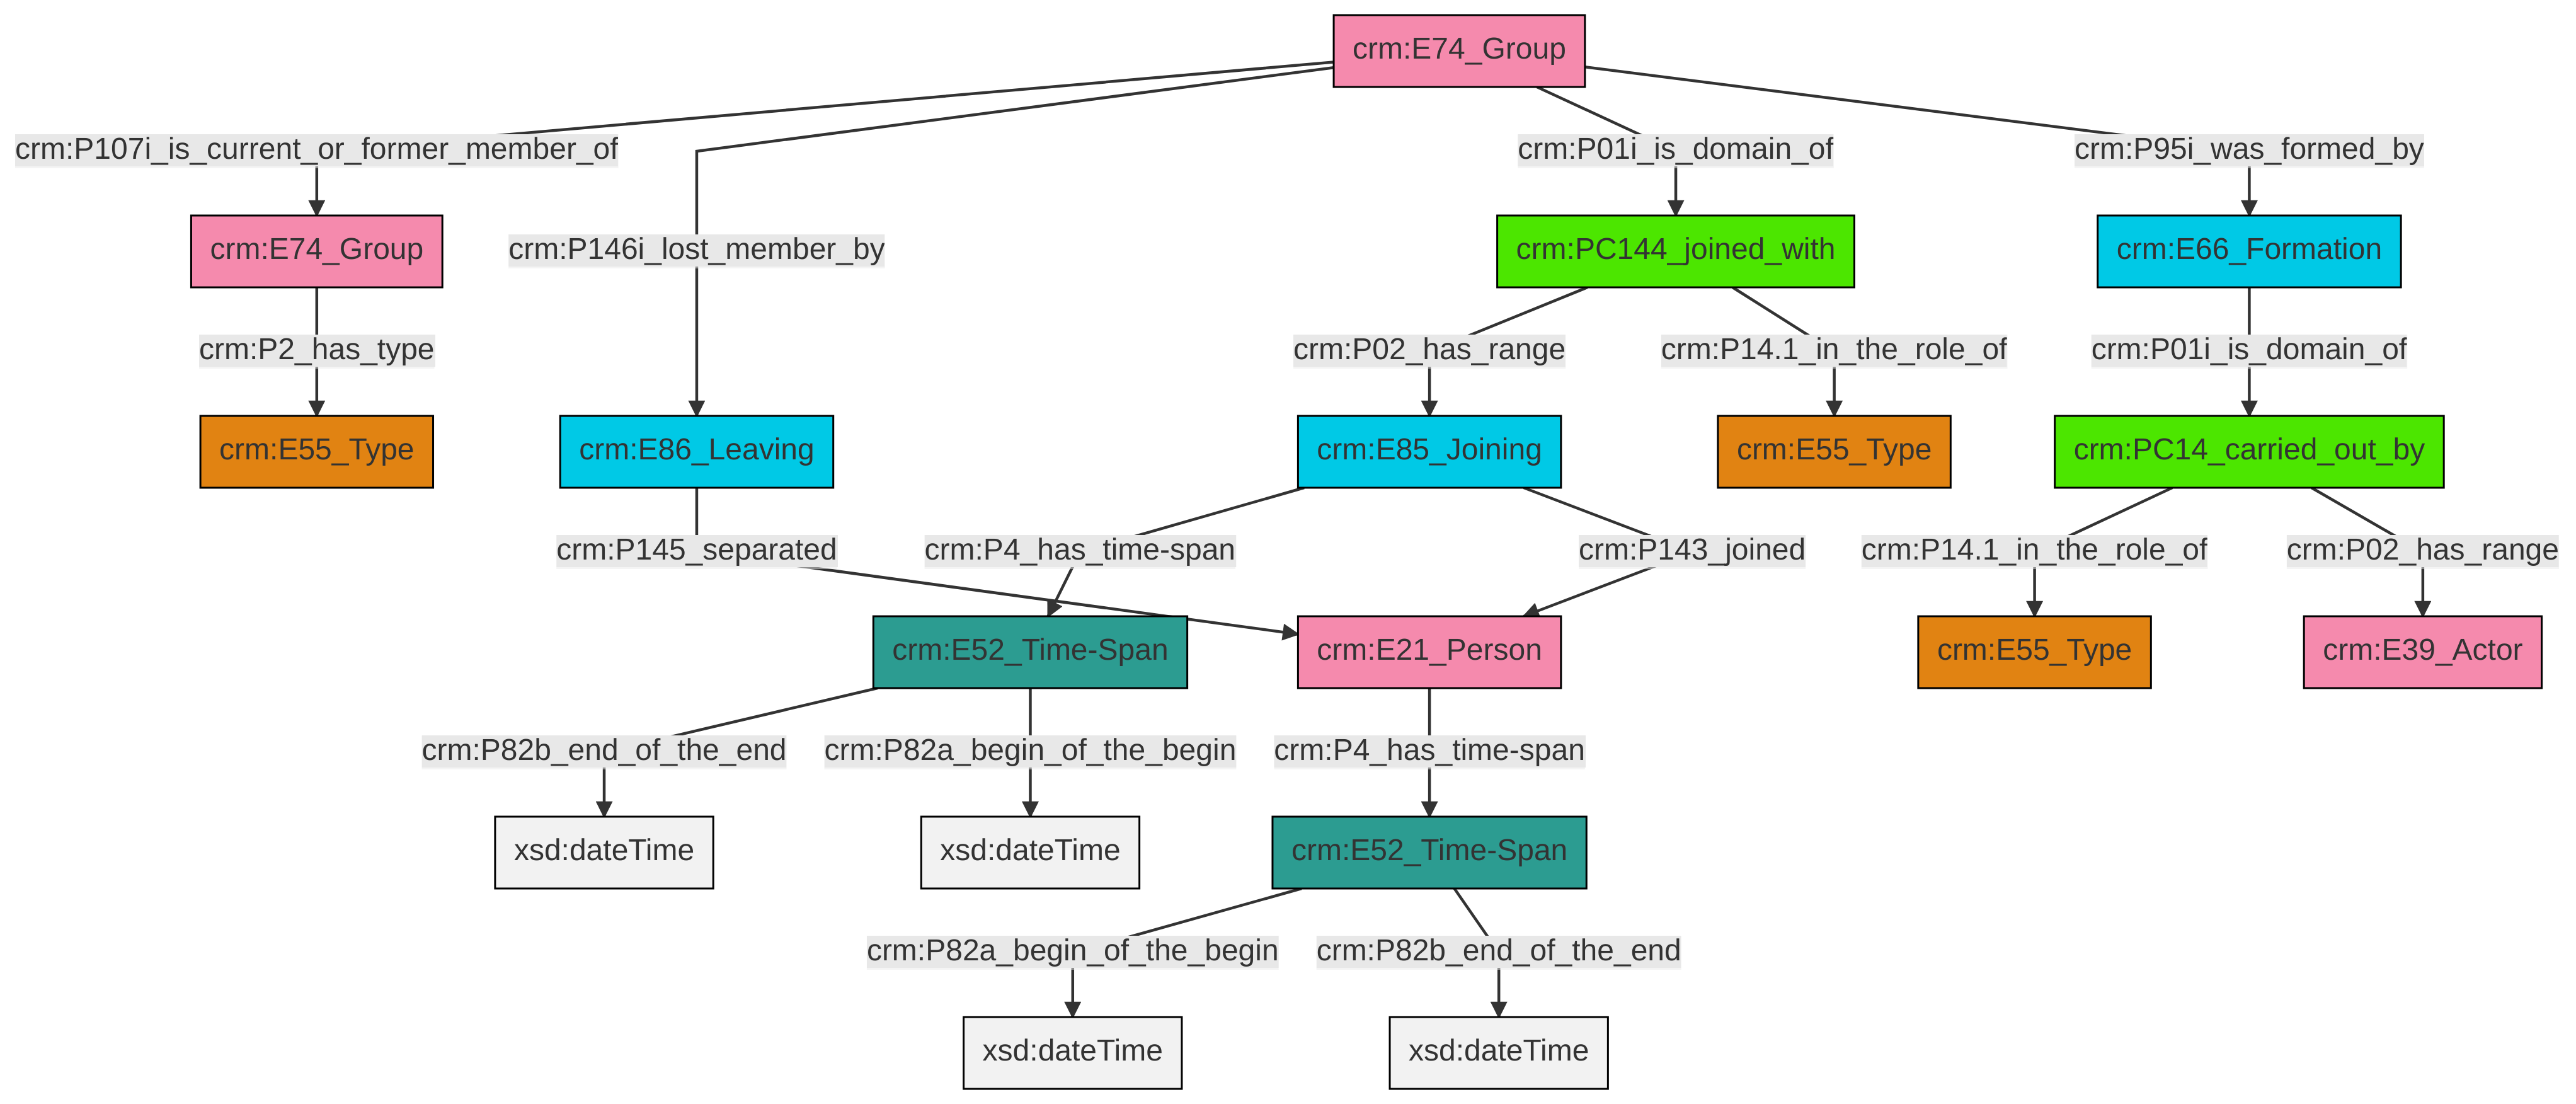 crm:E74_Group
crm:P107i_is_current_or_former_member_of
crm:P01i_is_domain_of
crm:P95i_was_formed_by
crm:E74_Group
crm:P146i_lost_member_by
crm:PC144_joined_with
crm:E66_Formation
crm:P2_has_type
crm:P02_has_range
crm:P14.1_in_the_role_of
crm:P01i_is_domain_of
crm:E55_Type
crm:E86_Leaving
crm:E85_Joining
crm:E55_Type
crm:PC14_carried_out_by
crm:P145_separated
crm:P4_has_time-span
crm:P143_joined
crm:P14.1_in_the_role_of
crm:P02_has_range
crm:E52_Time-Span
crm:E21_Person
crm:E55_Type
crm:E39_Actor
crm:P82b_end_of_the_end
crm:P82a_begin_of_the_begin
crm:P4_has_time-span
xsd:dateTime
xsd:dateTime
crm:E52_Time-Span
crm:P82a_begin_of_the_begin
crm:P82b_end_of_the_end
xsd:dateTime
xsd:dateTime